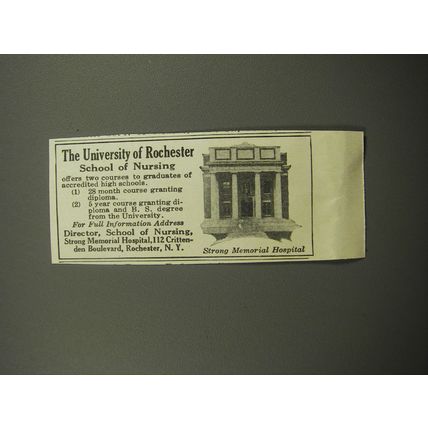 The University of Rochester
School of Nursing
offers two courses to graduates of
accredited high schools.
(1) 28 month course granting
diploma.
(2) 5 year course granting di-
ploma and B. S. degree
from the University.
For Full Information Address
Director, School of Nursing,
Strong Memorial Hospital, 112 Critten-
den Boulevard, Rochester, N. Y.
Strong Memorial Hospital